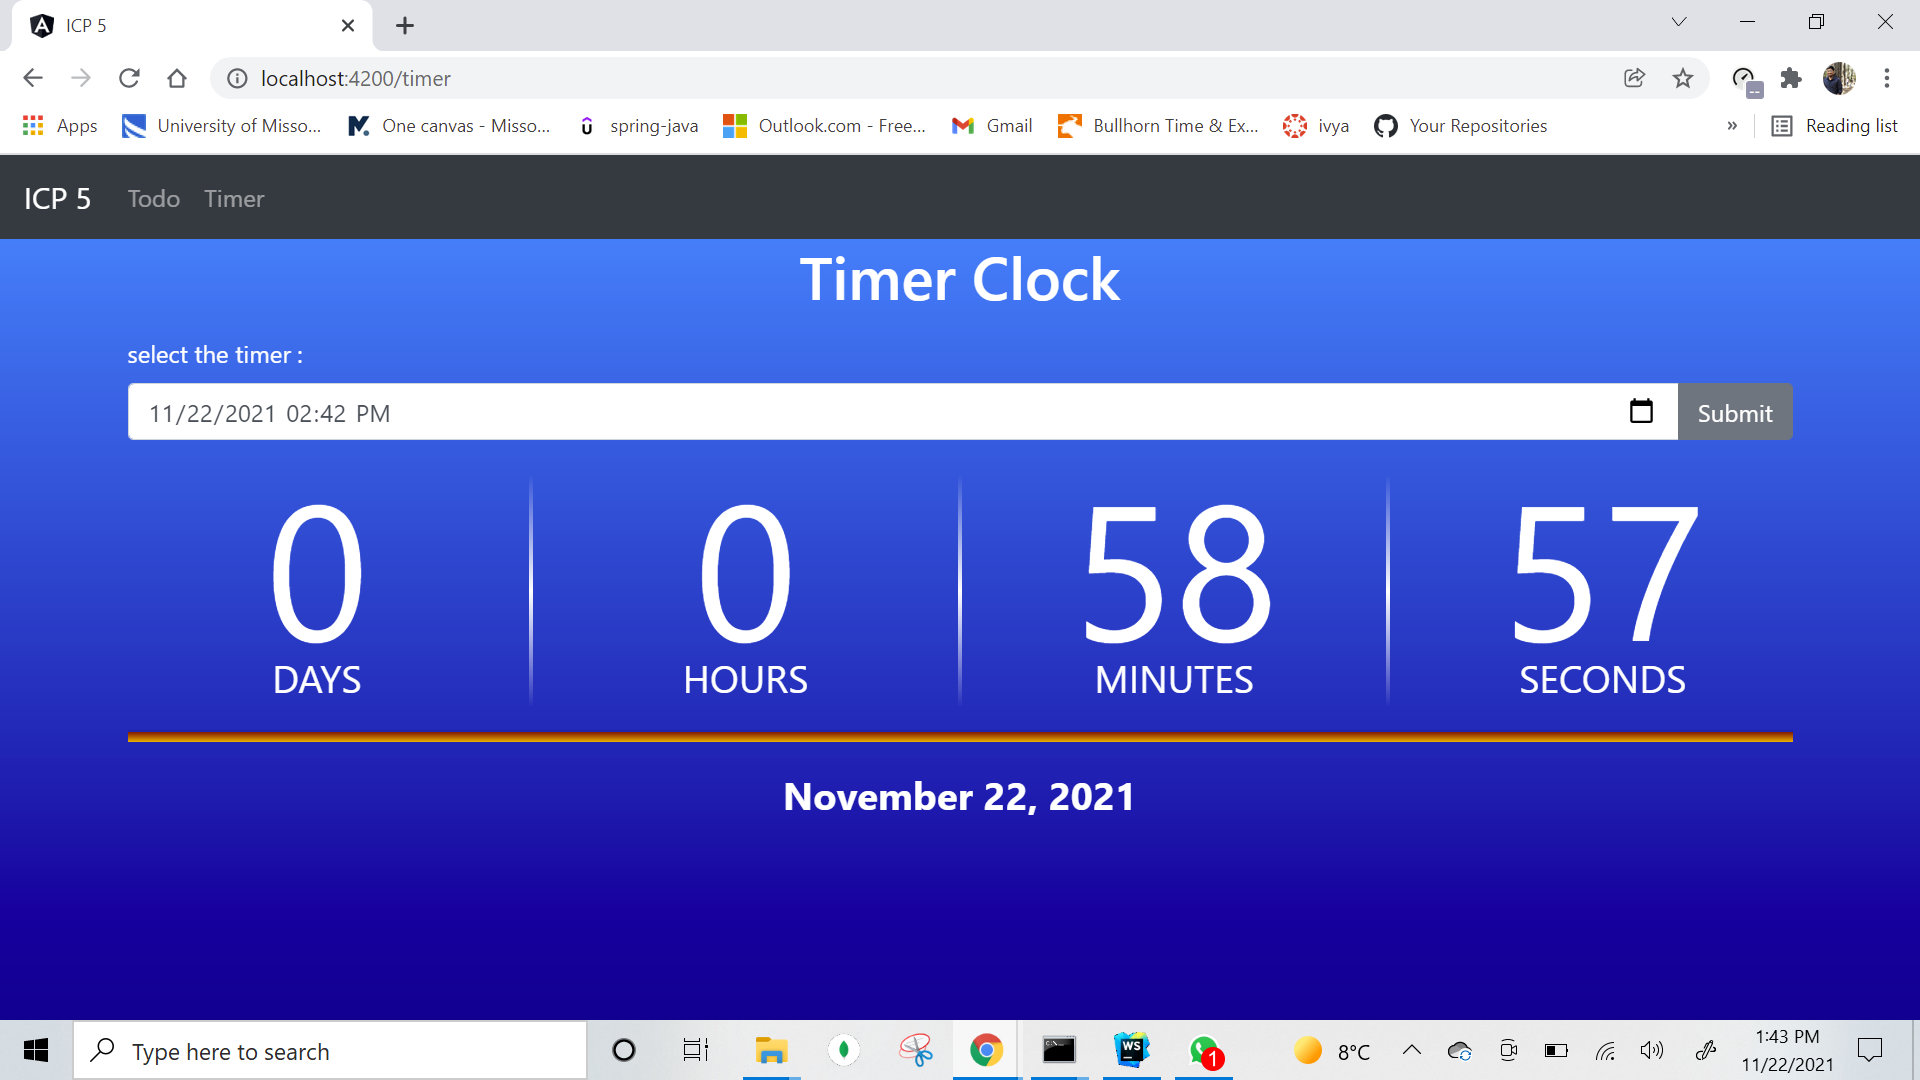 ICP 5
localhost:4200/timer
Apps University of Misso... One canvas - Misso... spring-java Outlook.com - Free... Gmail Bullhorn Time & Ex... ivya Your Repositories » Reading list
ICP 5 Todo Timer
Timer Clock
select the timer :
11/22/2021 02:42 PM Submit
0 0 58 57
DAYS HOURS MINUTES SECONDS
November 22, 2021
Type here to search
WS
1
8°C
1:43 PM
11/22/2021